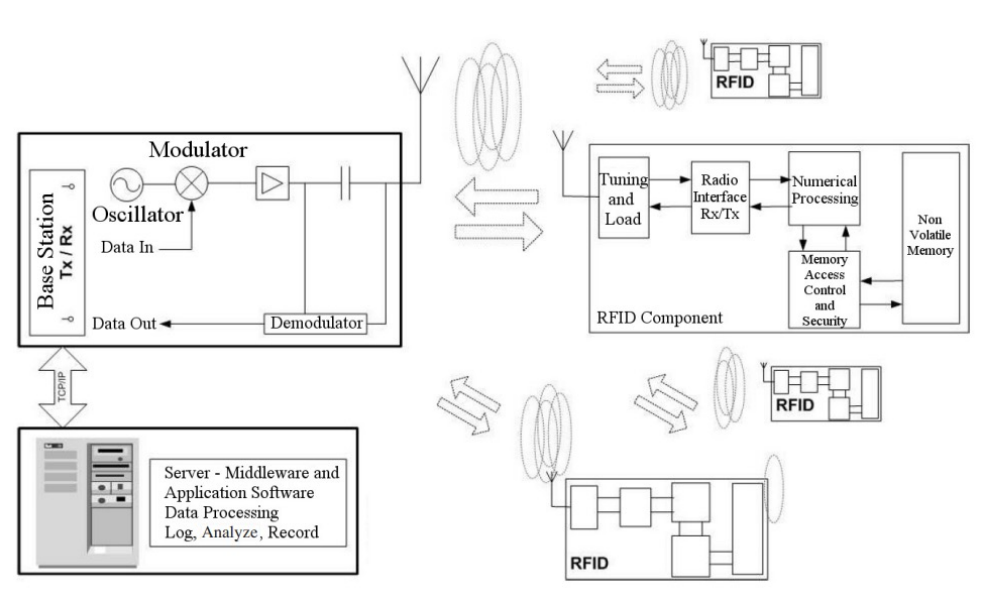 RFID
Modulator
Oscillator
Data In
Base Station
Tx / Rx
Data Out
Demodulator
Tuning
and
Load
Radio
Interface
Rx/Tx
Numerical
Processing
Non
Volatile
Memory
Memory
Access
Control
and
Security
RFID Component
TCP/IP
RFID
Server - Middleware and
Application Software
Data Processing
Log, Analyze, Record
RFID